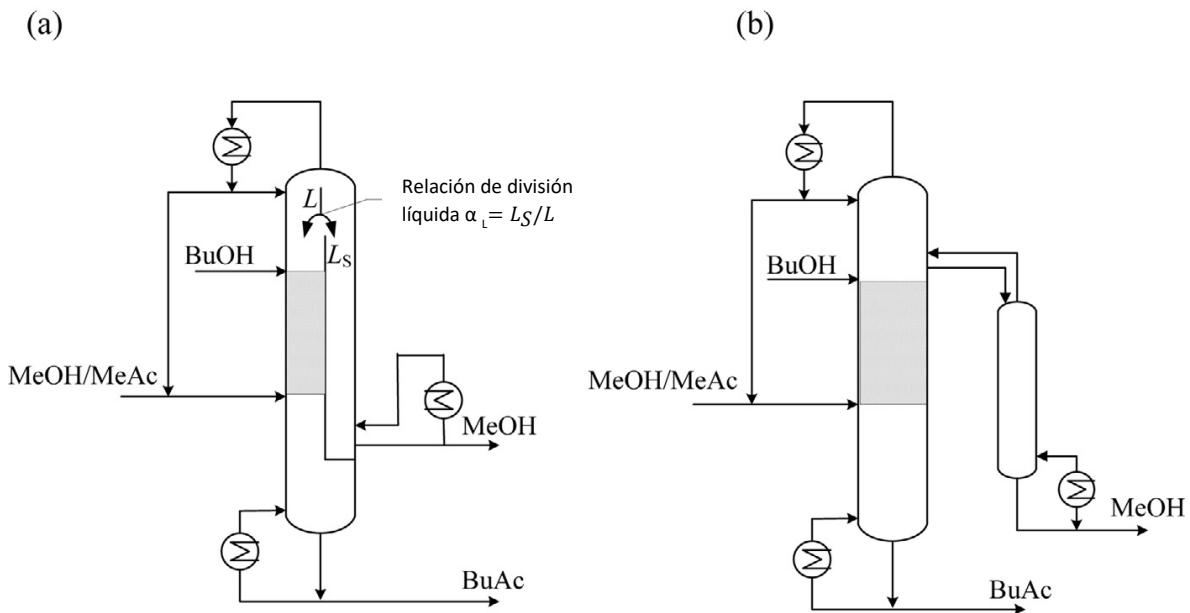 (a)
(b)
Relación de división
líquida α L = LS/L
L
LS
BuOH
MeOH/MeAc
MeOH
BuAc
BuOH
MeOH/MeAc
MeOH
BuAc